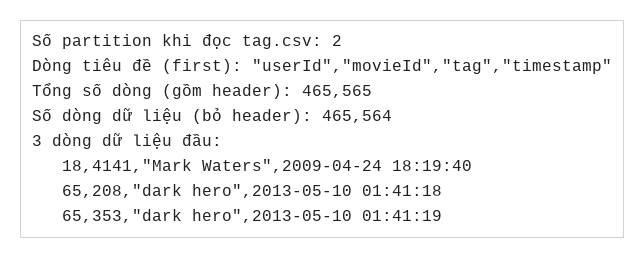 Số partition khi đọc tag.csv: 2
Dòng tiêu đề (first): "userId","movieId","tag","timestamp"
Tổng số dòng (gồm header): 465,565
Số dòng dữ liệu (bỏ header): 465,564
3 dòng dữ liệu đầu:
   18,4141,"Mark Waters",2009-04-24 18:19:40
   65,208,"dark hero",2013-05-10 01:41:18
   65,353,"dark hero",2013-05-10 01:41:19